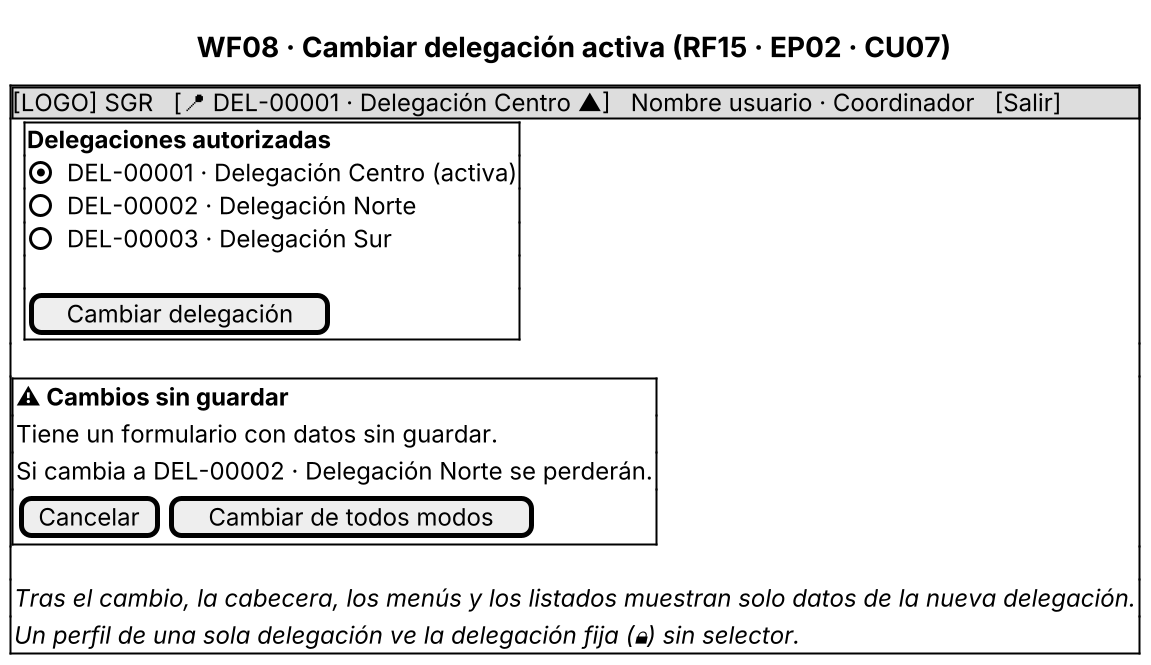 WF08 · Cambiar delegación activa (RF15 · EP02 · CU07)
[LOGO] SGR [📍 DEL-00001 · Delegación Centro ▲] Nombre usuario · Coordinador [Salir]
Delegaciones autorizadas
DEL-00001 · Delegación Centro (activa)
DEL-00002 · Delegación Norte
DEL-00003 · Delegación Sur
Cambiar delegación
⚠ Cambios sin guardar
Tiene un formulario con datos sin guardar.
Si cambia a DEL-00002 · Delegación Norte se perderán.
Cancelar Cambiar de todos modos
Tras el cambio, la cabecera, los menús y los listados muestran solo datos de la nueva delegación.
Un perfil de una sola delegación ve la delegación fija (🔒) sin selector.